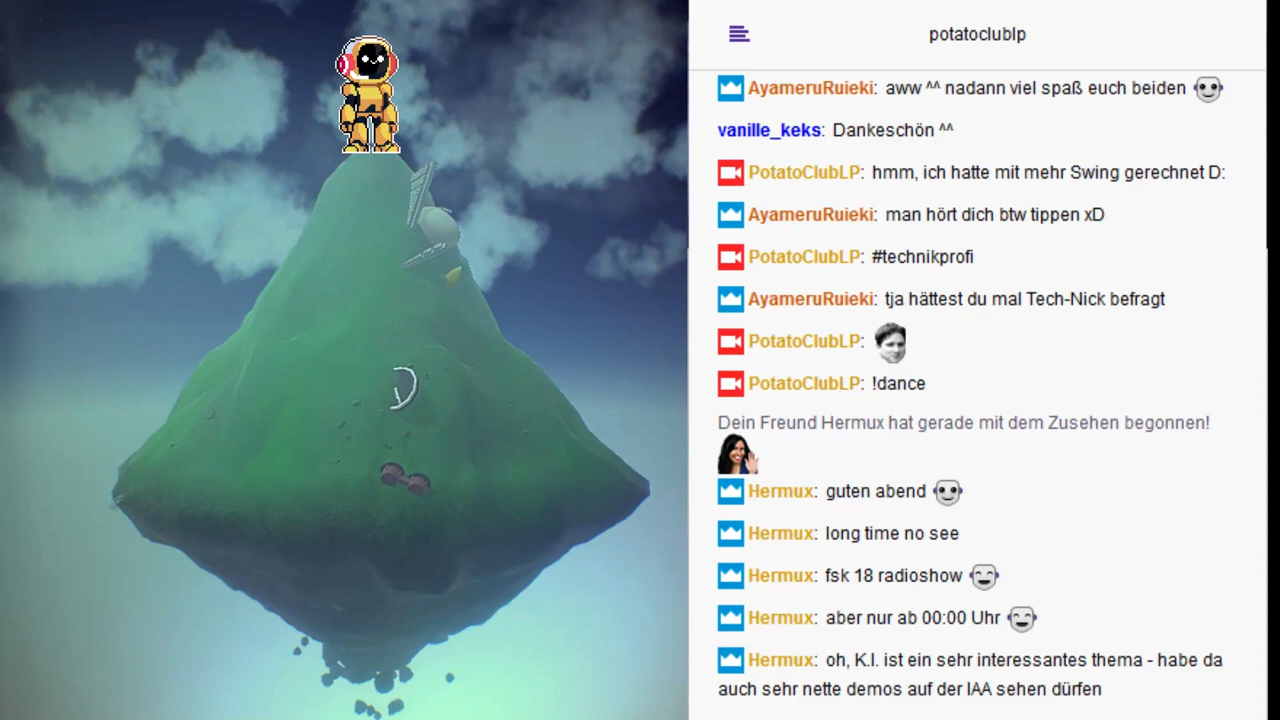 potatoclublp
AyameruRuieki: aww ^^ nadann viel spaß euch beiden
vanille_keks: Dankeschön ^^
PotatoClubLP: hmm, ich hatte mit mehr Swing gerechnet D:
AyameruRuieki: man hört dich btw tippen xD
PotatoClubLP: #technikprofi
AyameruRuieki: tja hättest du mal Tech-Nick befragt
PotatoClubLP:
PotatoClubLP: !dance
Dein Freund Hermux hat gerade mit dem Zusehen begonnen!
Hermux: guten abend
Hermux: long time no see
Hermux: fsk 18 radioshow
Hermux: aber nur ab 00:00 Uhr
Hermux: oh, K.I. ist ein sehr interessantes thema - habe da
auch sehr nette demos auf der IAA sehen dürfen